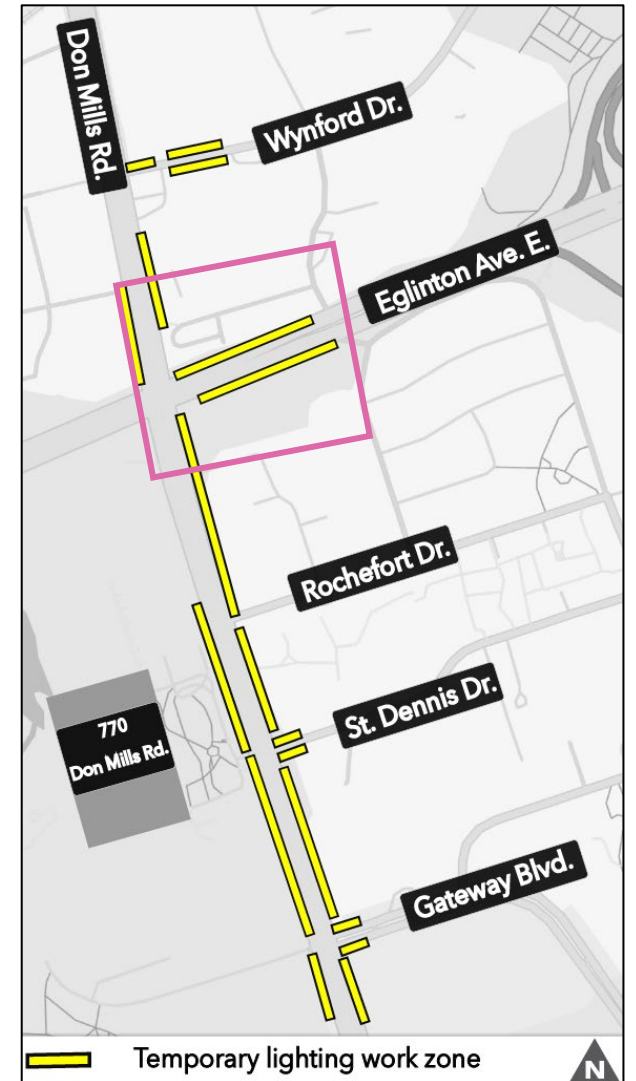 Don Mills Rd.
Wynford Dr.
Eglinton Ave. E.
Rochefort Dr.
St. Dennis Dr.
770
Don Mills Rd.
Gateway Blvd.
Temporary lighting work zone
N